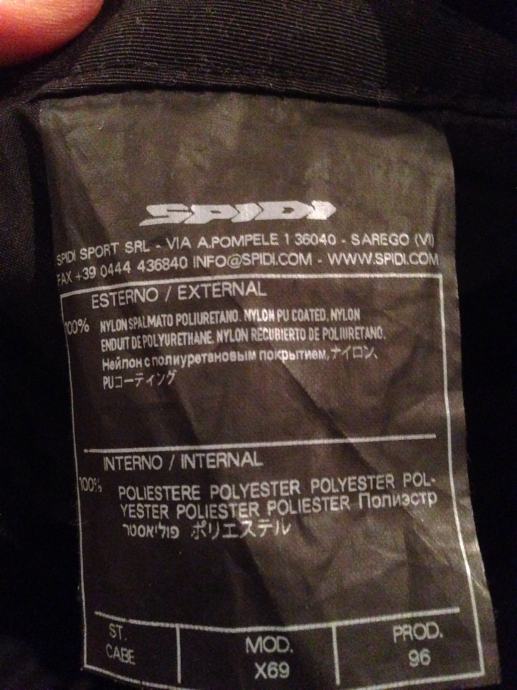 SPIDI
SPIDI SPORT SRL - VIA A.POMPELE 1 36040 - SAREGO (VI)
FAX +39 0444 436840 INFO@SPIDI.COM - WWW.SPIDI.COM
ESTERNO / EXTERNAL
100% NYLON SPALMATO POLIURETANO. NYLON PU COATED. NYLON
ENDUIT DE POLYURETHANE. NYLON RECUBIERTO DE POLIURETANO.
Нейлон с полиуретановым покрытием, ナイロン、
PUコーティング
INTERNO / INTERNAL
100% POLIESTERE POLYESTER POLYESTER POL-
YESTER POLIESTER POLIESTER Полиэстр
פוליאסטר ポリエステル
ST. MOD. PROD.
CABE X69 96